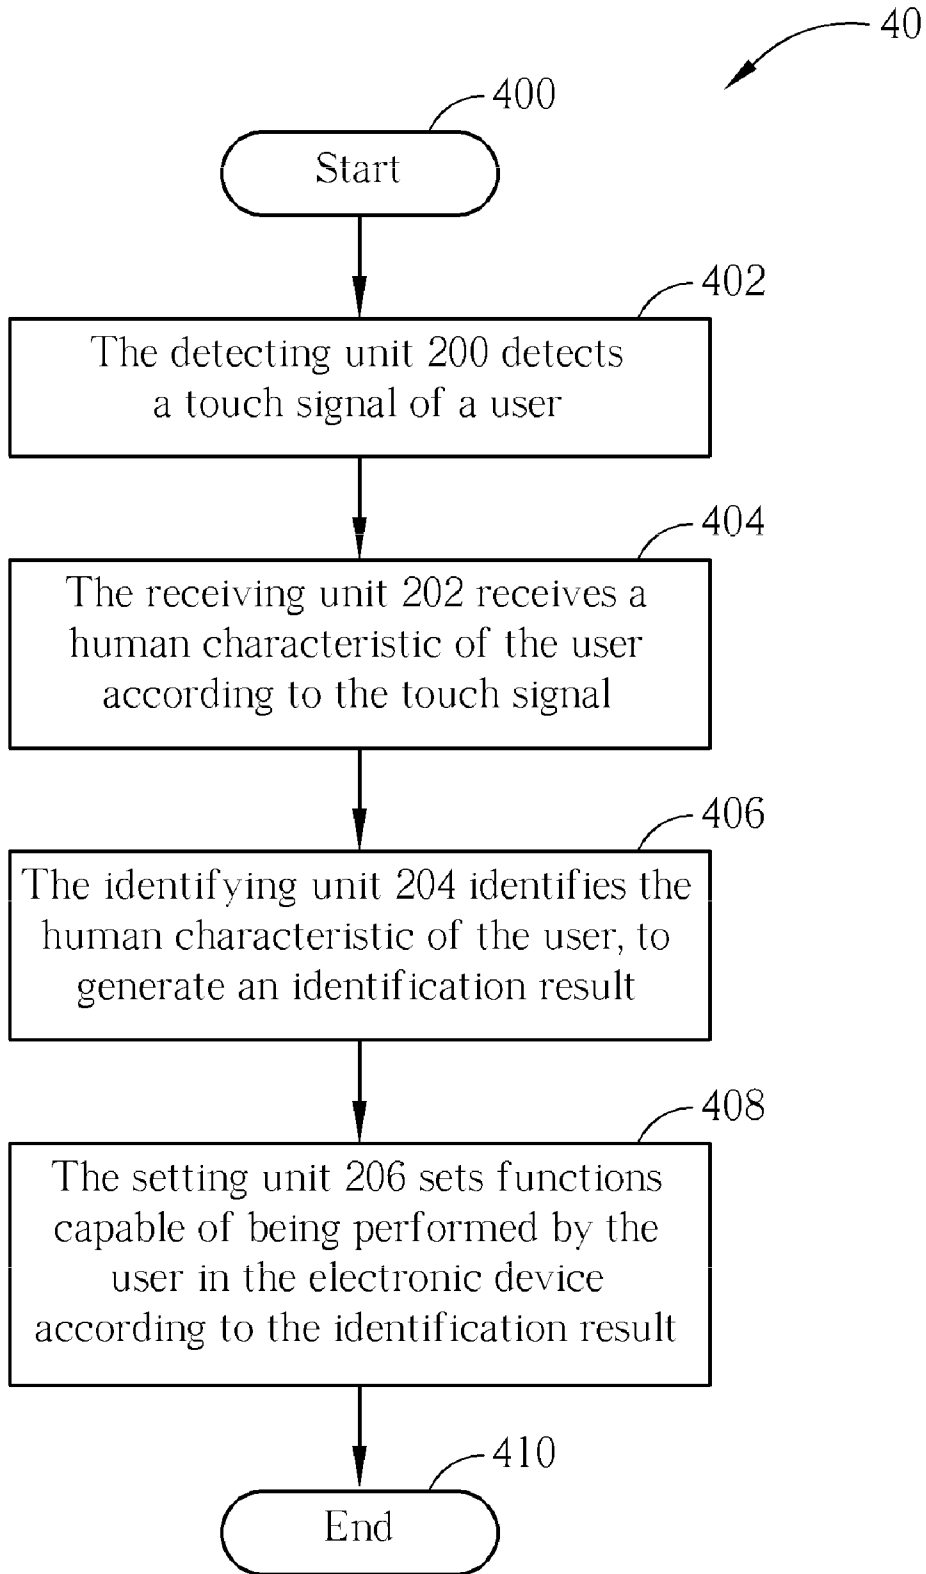 40
400
Start
402
The detecting unit 200 detects
a touch signal of a user
404
The receiving unit 202 receives a
human characteristic of the user
according to the touch signal
406
The identifying unit 204 identifies the
human characteristic of the user, to
generate an identification result
408
The setting unit 206 sets functions
capable of being performed by the
user in the electronic device
according to the identification result
410
End